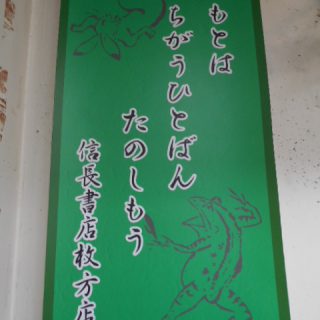 もとは
ちがうひとばん
たのしもう
信長書店枚方店